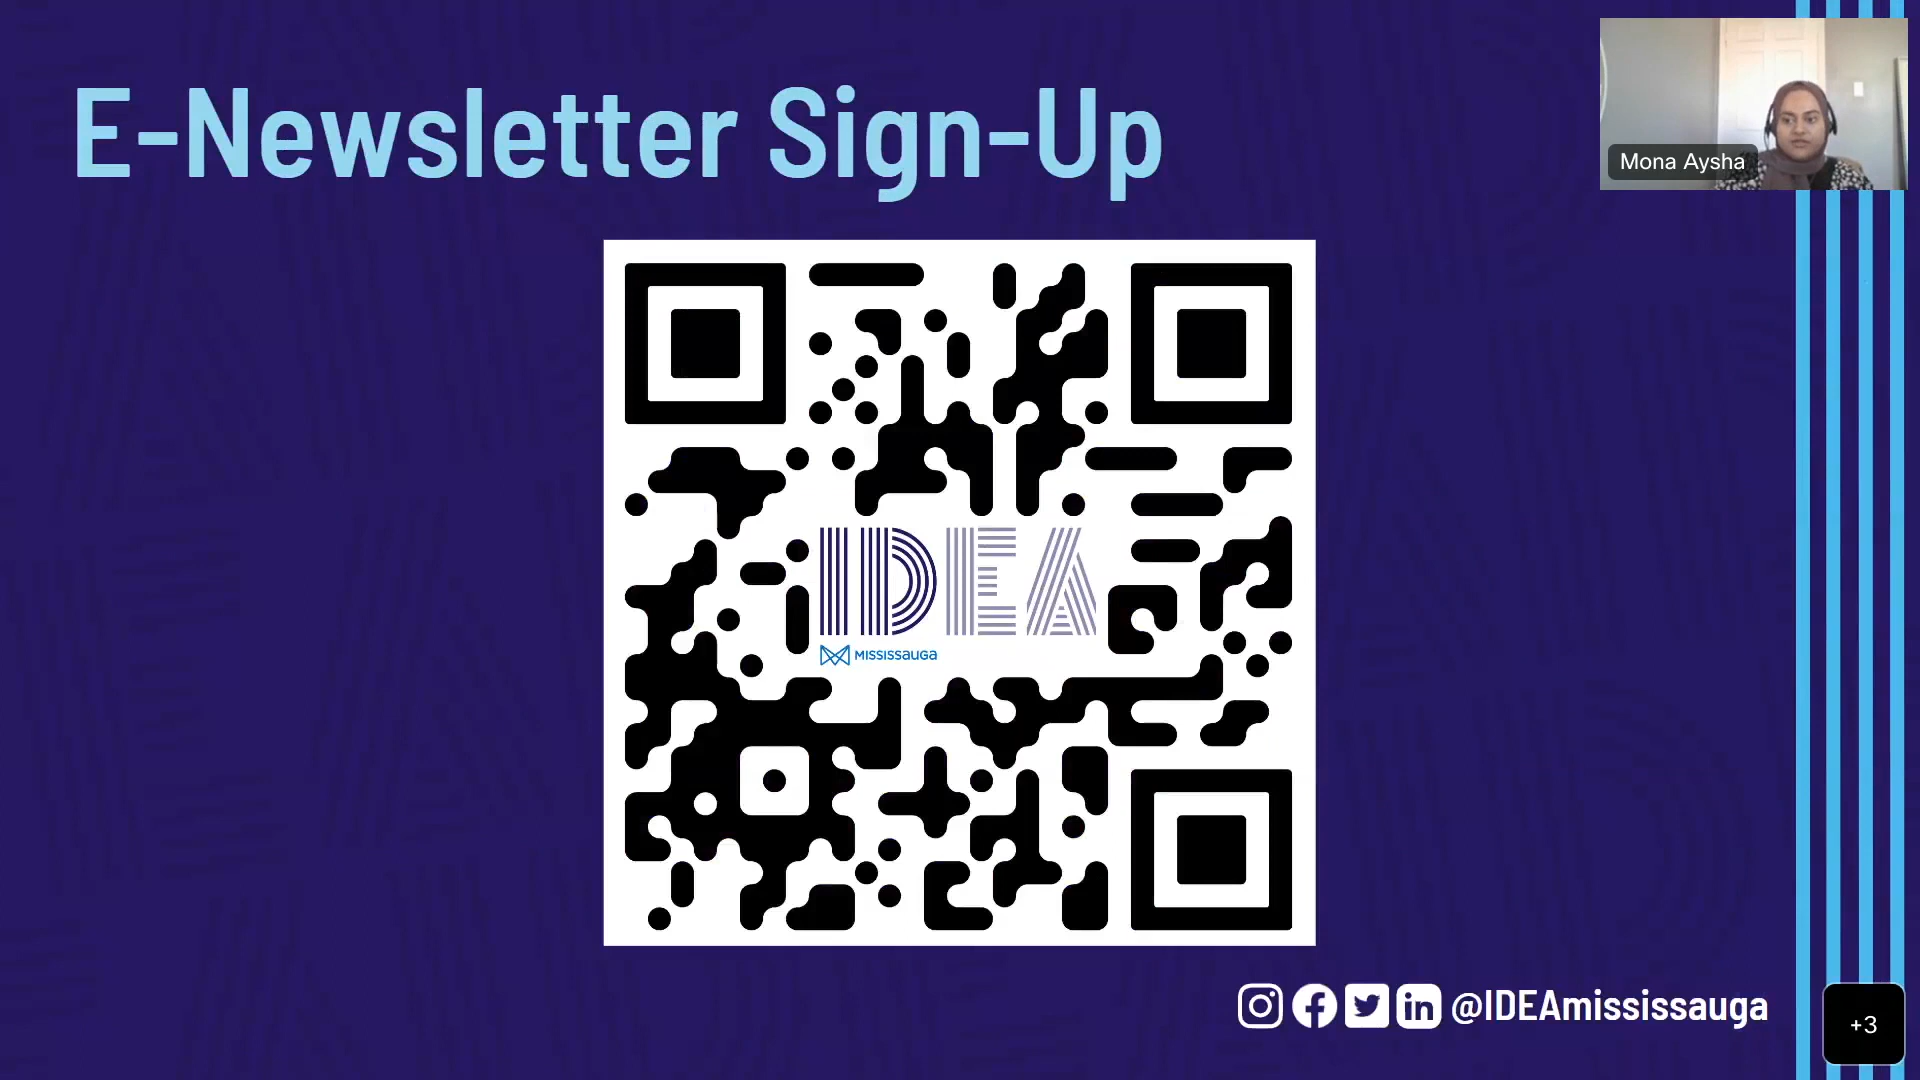 E-Newsletter Sign-Up
Mona Aysha
IDEA
MISSISSAUGA
@IDEAmississauga
+3